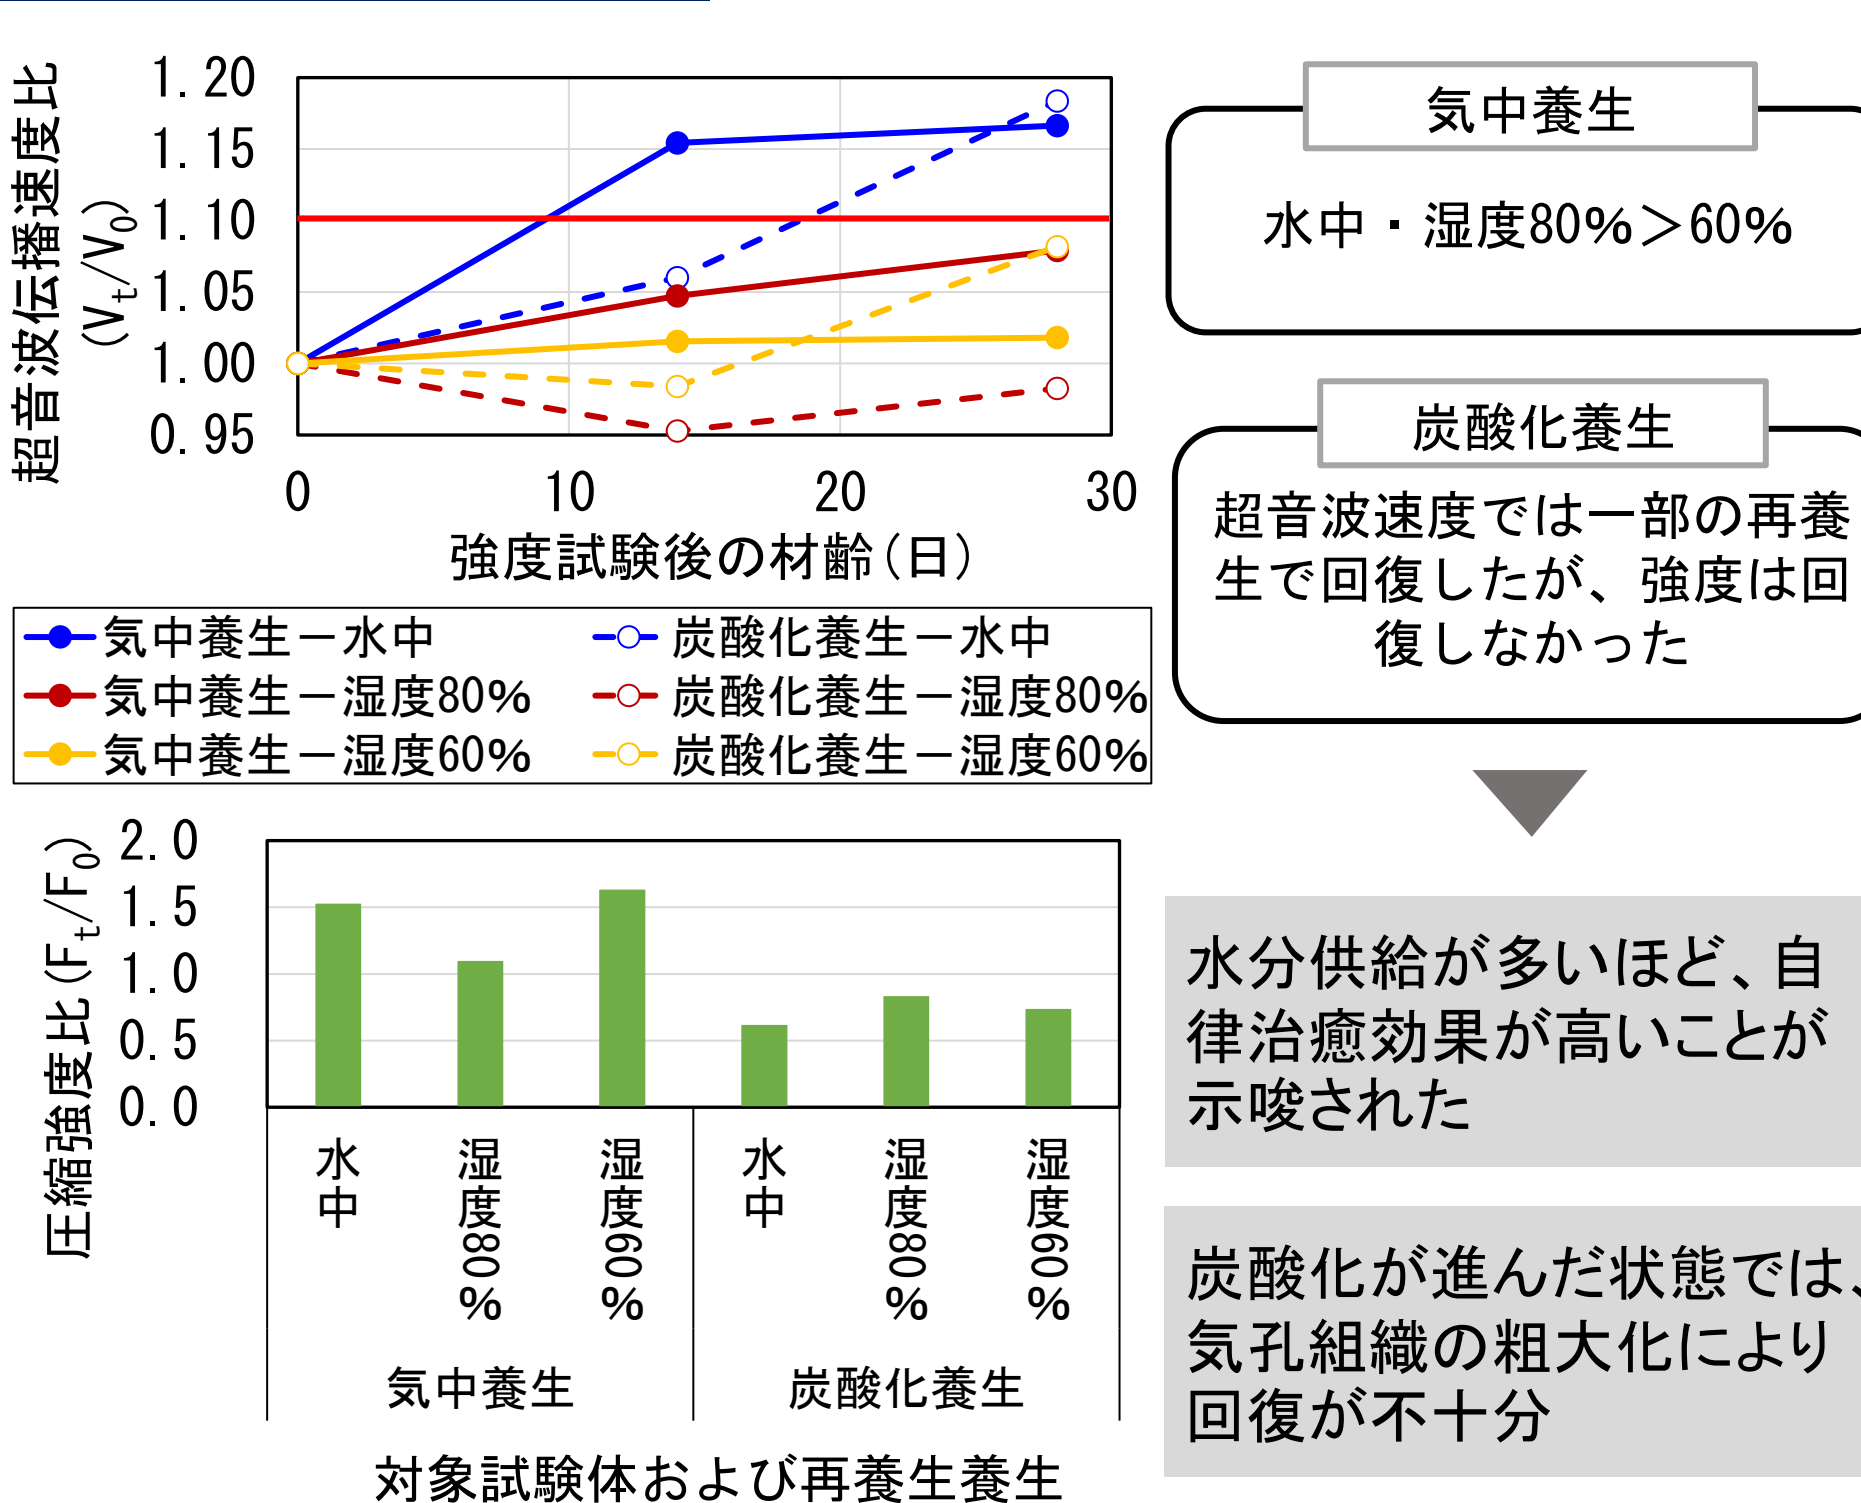 超音波伝播速度比
(Vt/V0)
1.20
1.15
1.10
1.05
1.00
0.95
0
10
20
30
強度試験後の材齢(日)
気中養生ー水中
炭酸化養生ー水中
気中養生ー湿度80%
炭酸化養生ー湿度80%
気中養生ー湿度60%
炭酸化養生ー湿度60%
圧縮強度比(Ft/F0)
2.0
1.5
1.0
0.5
0.0
水中
湿度80%
湿度60%
水中
湿度80%
湿度60%
気中養生
炭酸化養生
対象試験体および再養生養生
気中養生
水中・湿度80%＞60%
炭酸化養生
超音波速度では一部の再養
生で回復したが、強度は回
復しなかった
水分供給が多いほど、自
律治癒効果が高いことが
示唆された
炭酸化が進んだ状態では、
気孔組織の粗大化により
回復が不十分